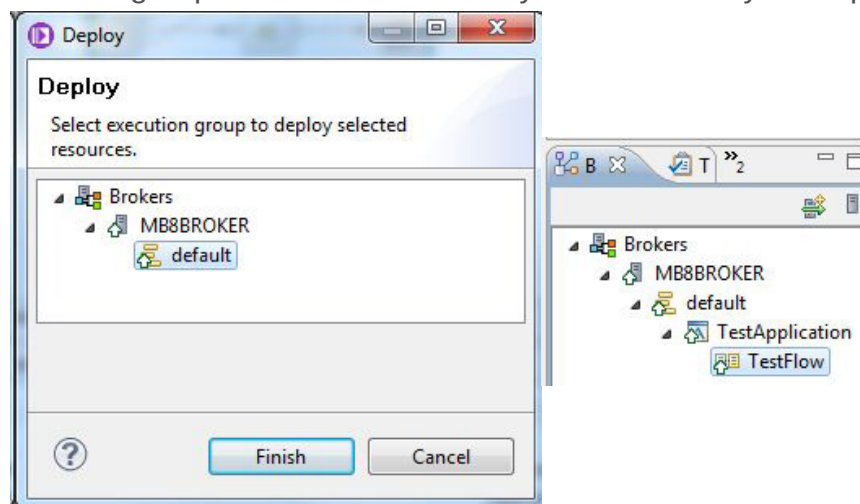 Deploy
Deploy
Select execution group to deploy selected
resources.
Brokers
MB8BROKER
default
Finish
Cancel
B
T
»2
Brokers
MB8BROKER
default
TestApplication
TestFlow